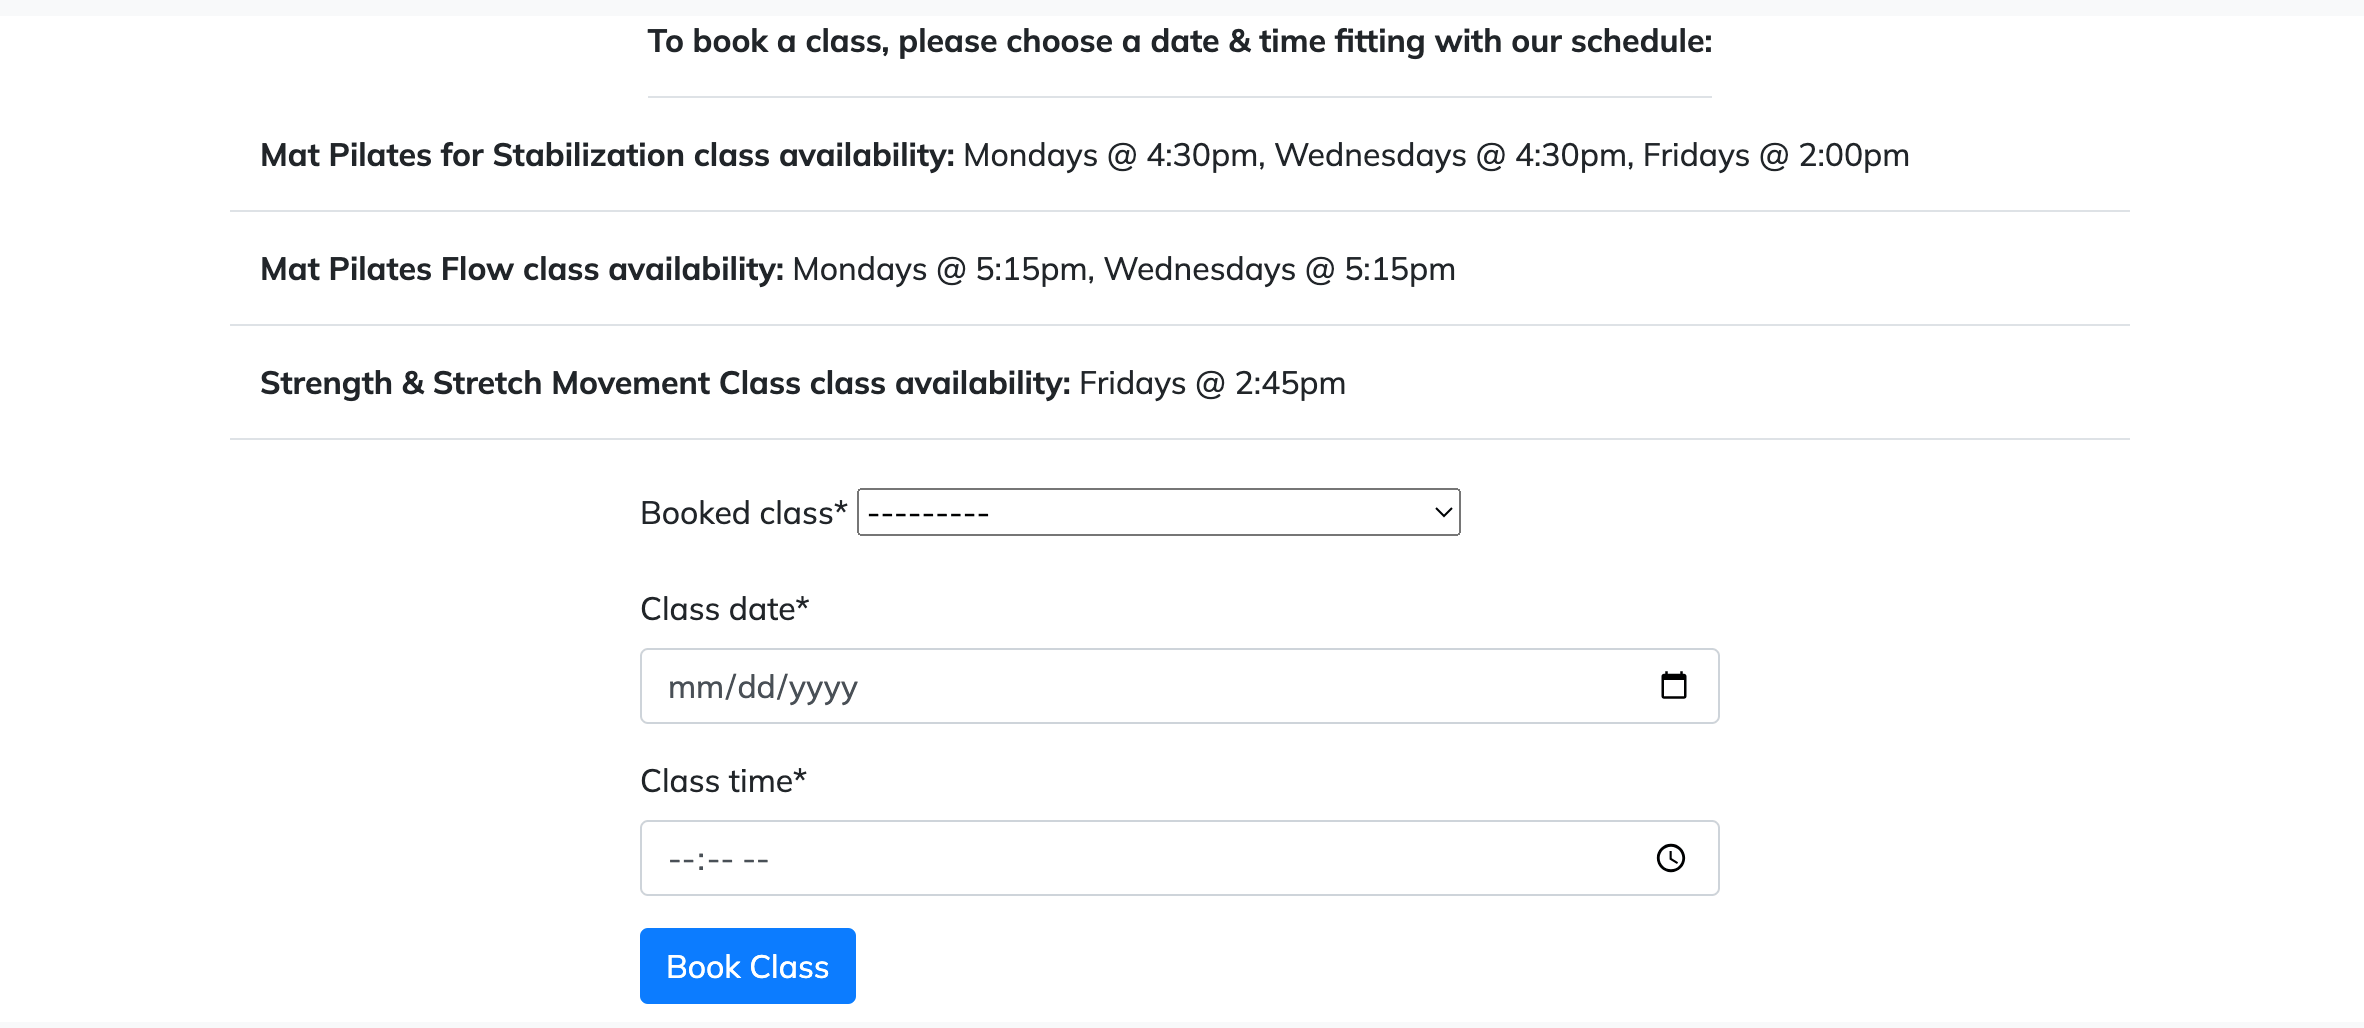 To book a class, please choose a date & time fitting with our schedule:
Mat Pilates for Stabilization class availability: Mondays @ 4:30pm, Wednesdays @ 4:30pm, Fridays @ 2:00pm
Mat Pilates Flow class availability: Mondays @ 5:15pm, Wednesdays @ 5:15pm
Strength & Stretch Movement Class class availability: Fridays @ 2:45pm
Booked class* ---------
Class date*
mm/dd/yyyy
Class time*
--:-- --
Book Class